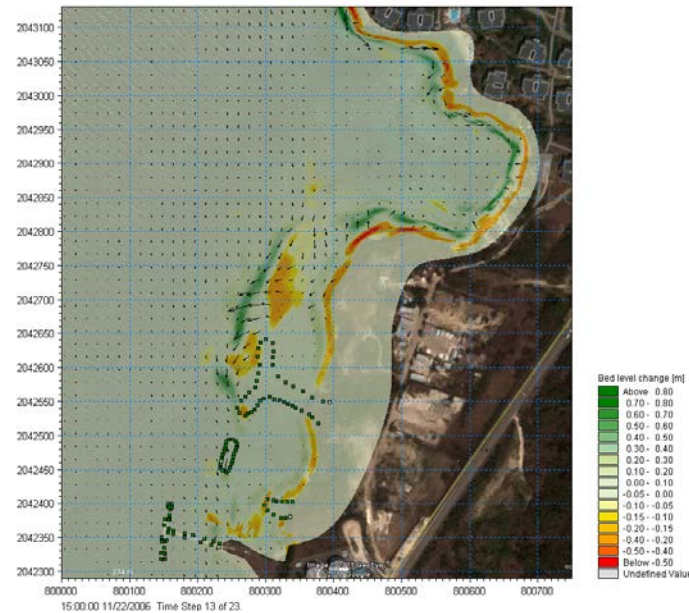 2043100
2043050
2043000
2042950
2042900
2042850
2042800
2042750
2042700
2042650
2042600
2042550
2042500
2042450
2042400
2042350
2042300
800000 800100 800200 800300 800400 800500 800600 800700
15:00:00 11/22/2006 Time Step 13 of 23.
Bed level change [m]
Above 0.80
0.70 - 0.80
0.60 - 0.70
0.50 - 0.60
0.40 - 0.50
0.30 - 0.40
0.20 - 0.30
0.10 - 0.20
0.00 - 0.10
-0.05 - 0.00
-0.10 - -0.05
-0.15 - -0.10
-0.20 - -0.15
-0.40 - -0.20
-0.50 - -0.40
Below -0.50
Undefined Value